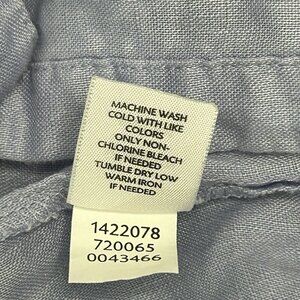 MACHINE WASH
COLD WITH LIKE
COLORS
ONLY NON-
CHLORINE BLEACH
IF NEEDED
TUMBLE DRY LOW
WARM IRON
IF NEEDED
1422078
720065
0043466